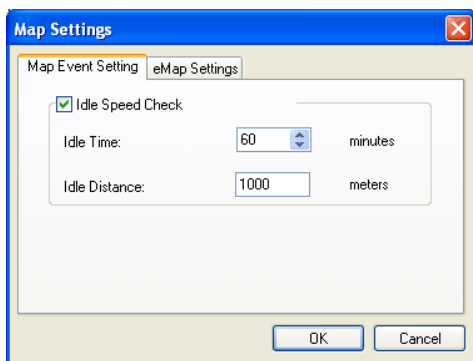 Map Settings
Map Event Setting eMap Settings
Idle Speed Check
Idle Time: 60 minutes
Idle Distance: 1000 meters
OK Cancel